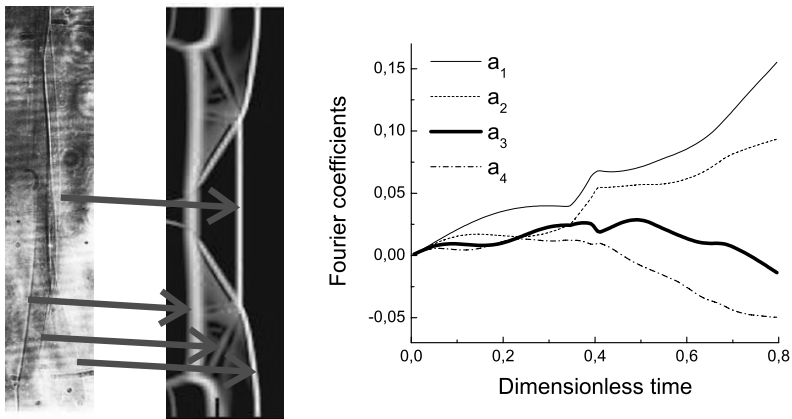 0,15
0,10
0,05
0,00
-0,05
Fourier coefficients
a1
a2
a3
a4
0,0 0,2 0,4 0,6 0,8
Dimensionless time